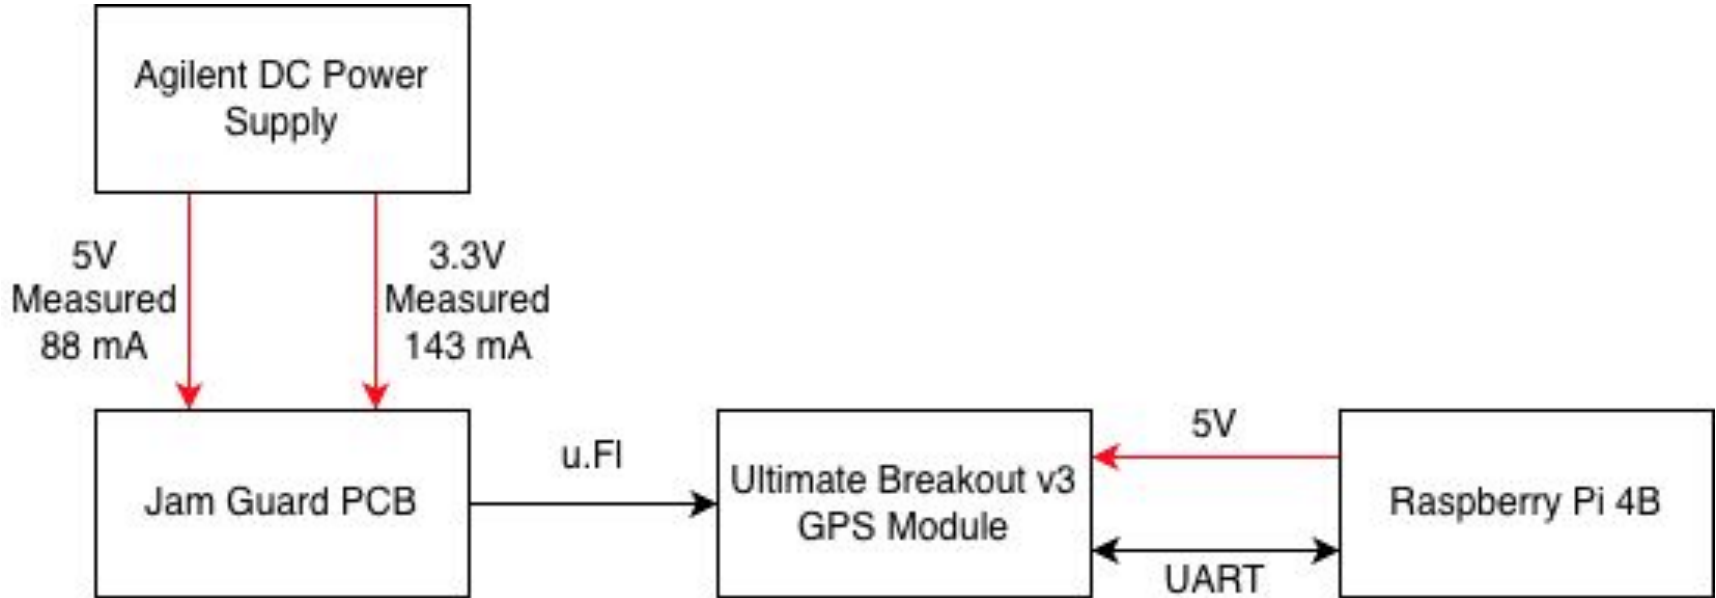 Agilent DC Power
Supply
5V
Measured
88 mA
3.3V
Measured
143 mA
Jam Guard PCB
u.Fl
Ultimate Breakout v3
GPS Module
5V
UART
Raspberry Pi 4B